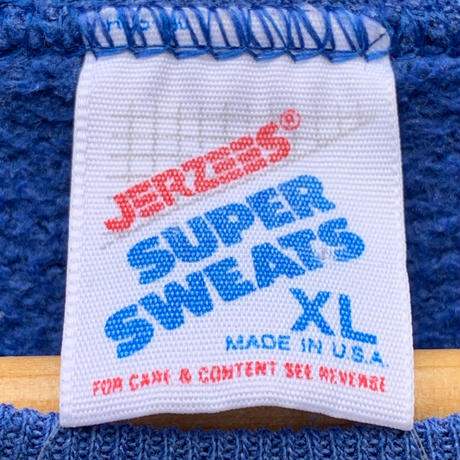 JERZEES®
SUPER
SWEATS
XL
MADE IN U.S.A.
FOR CARE & CONTENT SEE REVERSE